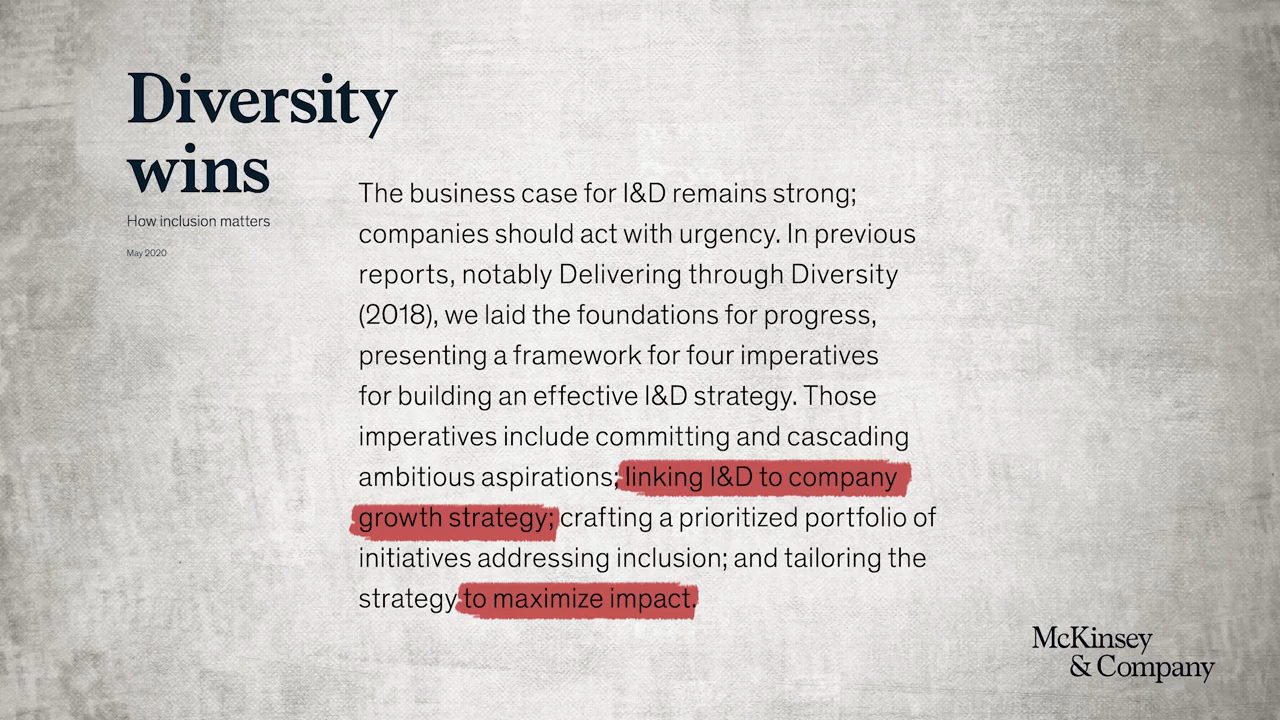 Diversity
wins
How inclusion matters
May 2020
The business case for I&D remains strong;
companies should act with urgency. In previous
reports, notably Delivering through Diversity
(2018), we laid the foundations for progress,
presenting a framework for four imperatives
for building an effective I&D strategy. Those
imperatives include committing and cascading
ambitious aspirations; linking I&D to company
growth strategy; crafting a prioritized portfolio of
initiatives addressing inclusion; and tailoring the
strategy to maximize impact.
McKinsey
& Company